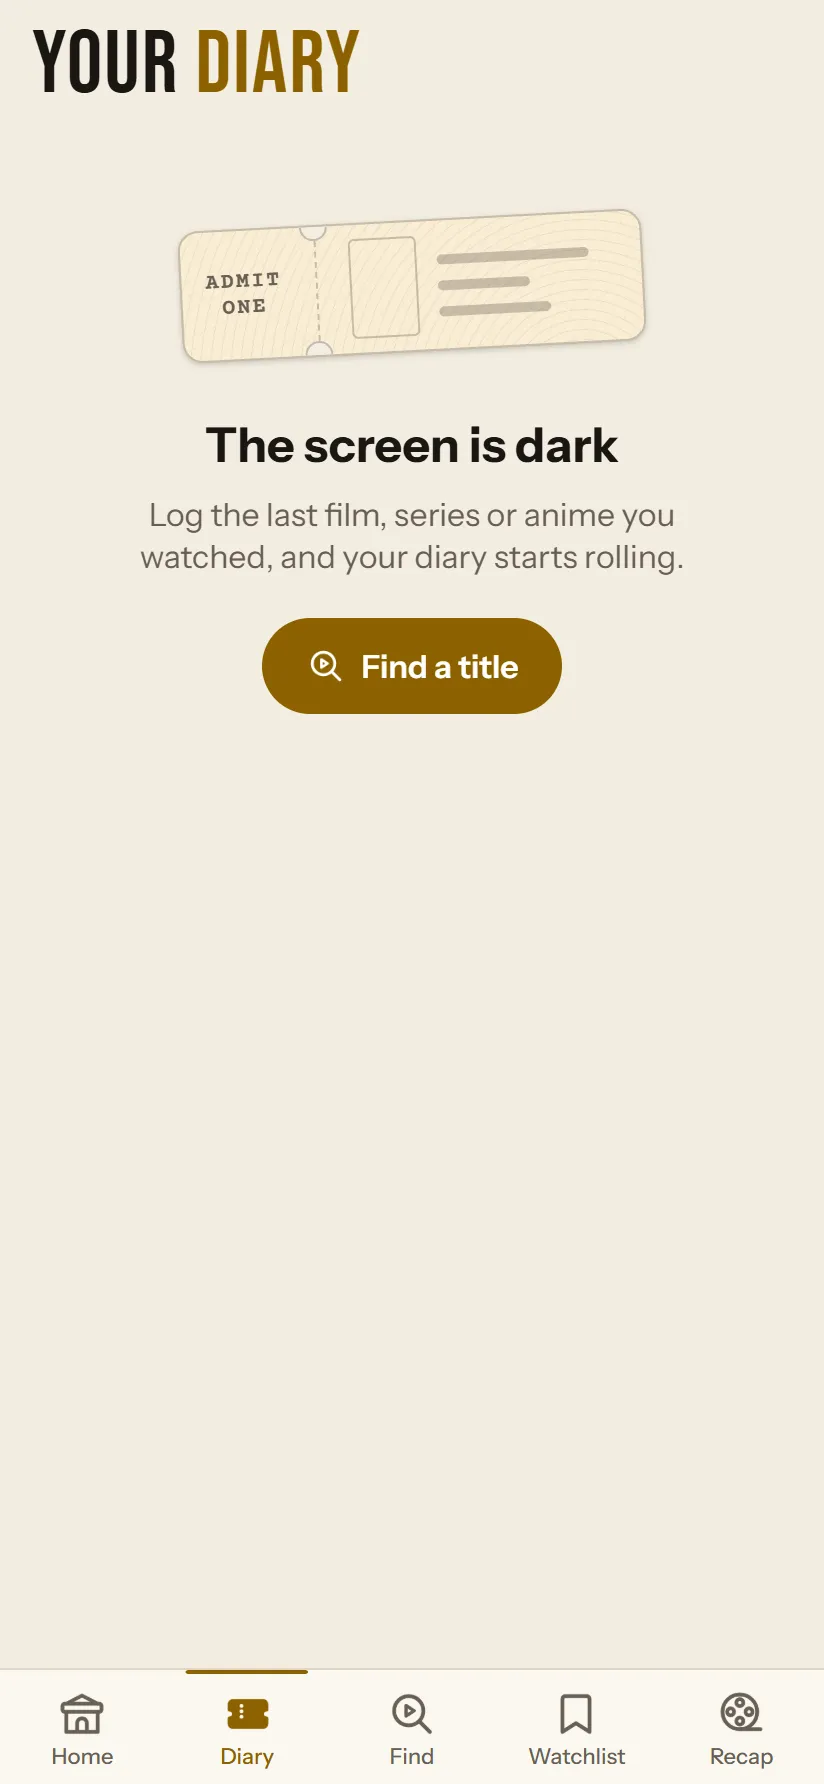 YOUR DIARY
ADMIT
ONE
The screen is dark
Log the last film, series or anime you
watched, and your diary starts rolling.
Find a title
Home
Diary
Find
Watchlist
Recap